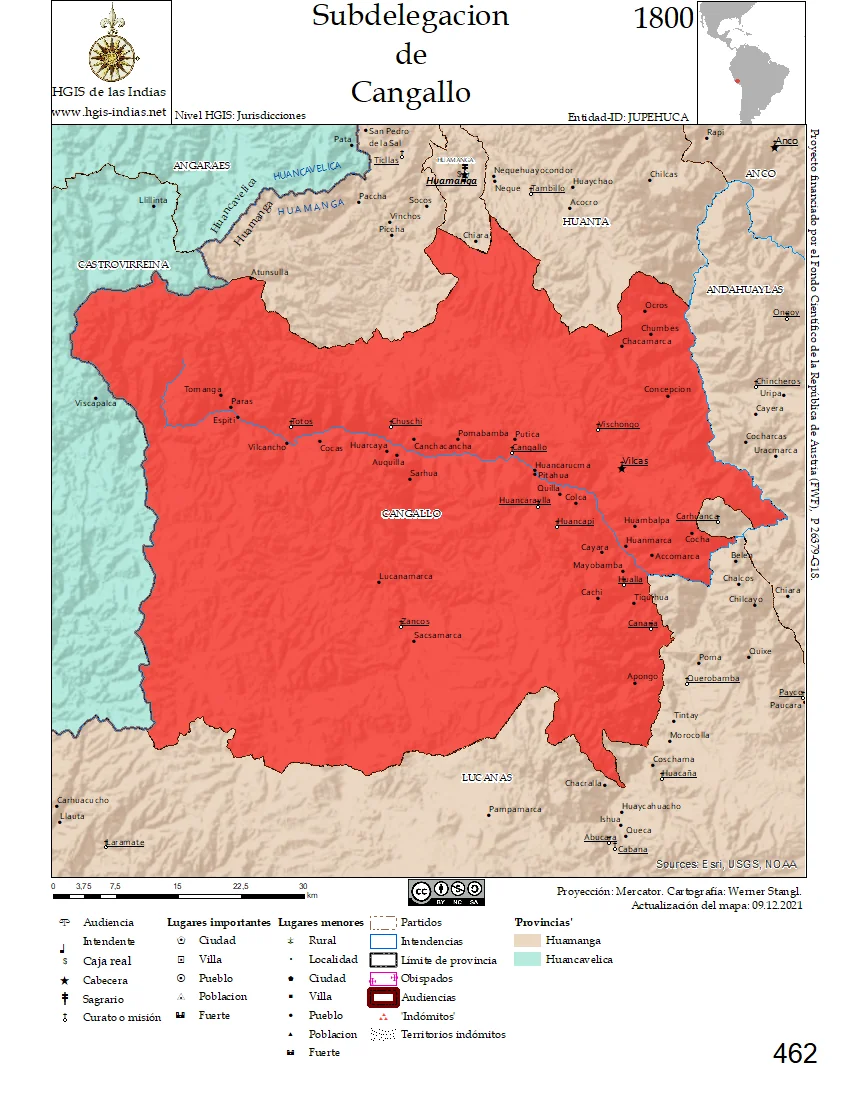 Subdelegacion
de
Cangallo
1800
HGIS de las Indias
www.hgis-indias.net
Nivel HGIS: Jurisdicciones
Entidad-ID: JUPEHUCA
Pata
San Pedro
de la Sal
Ticllas
HUAMANGA
Huamanga
Rapi
Anco
ANGARAES
HUANCAVELICA
Huancavelica
Huamanga
HUAMANGA
Llillinta
Paccha
Socos
Vinchos
Piccha
Chiara
Nequehuayocondor
Neque
Tambillo
Huaychao
Acocro
Chilcas
HUANTA
ANCO
CASTROVIRREINA
Atunsulla
ANDAHUAYLAS
Ocros
Ongoy
Chumbes
Chacamarca
Viscapalca
Tomanga
Paras
Espiti
Concepcion
Chincheros
Uripa
Cayera
Totos
Chuschi
Vischongo
Vilcancho
Cocas
Huarcaya
Canchacancha
Pomabamba
Putica
Cangallo
Cocharcas
Uracmarca
Auquilla
Sarhua
Huancarucma
Pitahua
Vilcas
Quilla
Colca
Huancaraylla
CANGALLO
Huancapi
Huambalpa
Carhuanca
Cayara
Huanmarca
Cocha
Accomarca
Belen
Mayobamba
Hualla
Lucanamarca
Cachi
Tiquihua
Chalcos
Chilcayo
Chiara
Zancos
Sacsamarca
Canaria
Poma
Quixe
Apongo
Querobamba
Payco
Paucara
Tintay
Morocolla
Coschama
Huacaña
LUCANAS
Chacralla
Carhuacucho
Llauta
Pampamarca
Huaycahuacho
Ishua
Queca
Laramate
Abucara
Cabana
Sources: Esri, USGS, NOAA
Proyecto financiado por el Fondo Científico de la República de Austria (FWF), P 26379-G18.
0 3,75 7,5 15 22,5 30
km
CC BY NC SA
Proyección: Mercator. Cartografía: Werner Stangl.
Actualización del mapa: 09.12.2021
Audiencia
Intendente
Caja real
Cabecera
Sagrario
Curato o misión
Lugares importantes
Ciudad
Villa
Pueblo
Poblacion
Fuerte
Lugares menores
Rural
Localidad
Ciudad
Villa
Pueblo
Poblacion
Fuerte
Partidos
Intendencias
Límite de provincia
Obispados
Audiencias
'Indómitos'
Territorios indómitos
'Provincias'
Huamanga
Huancavelica
462